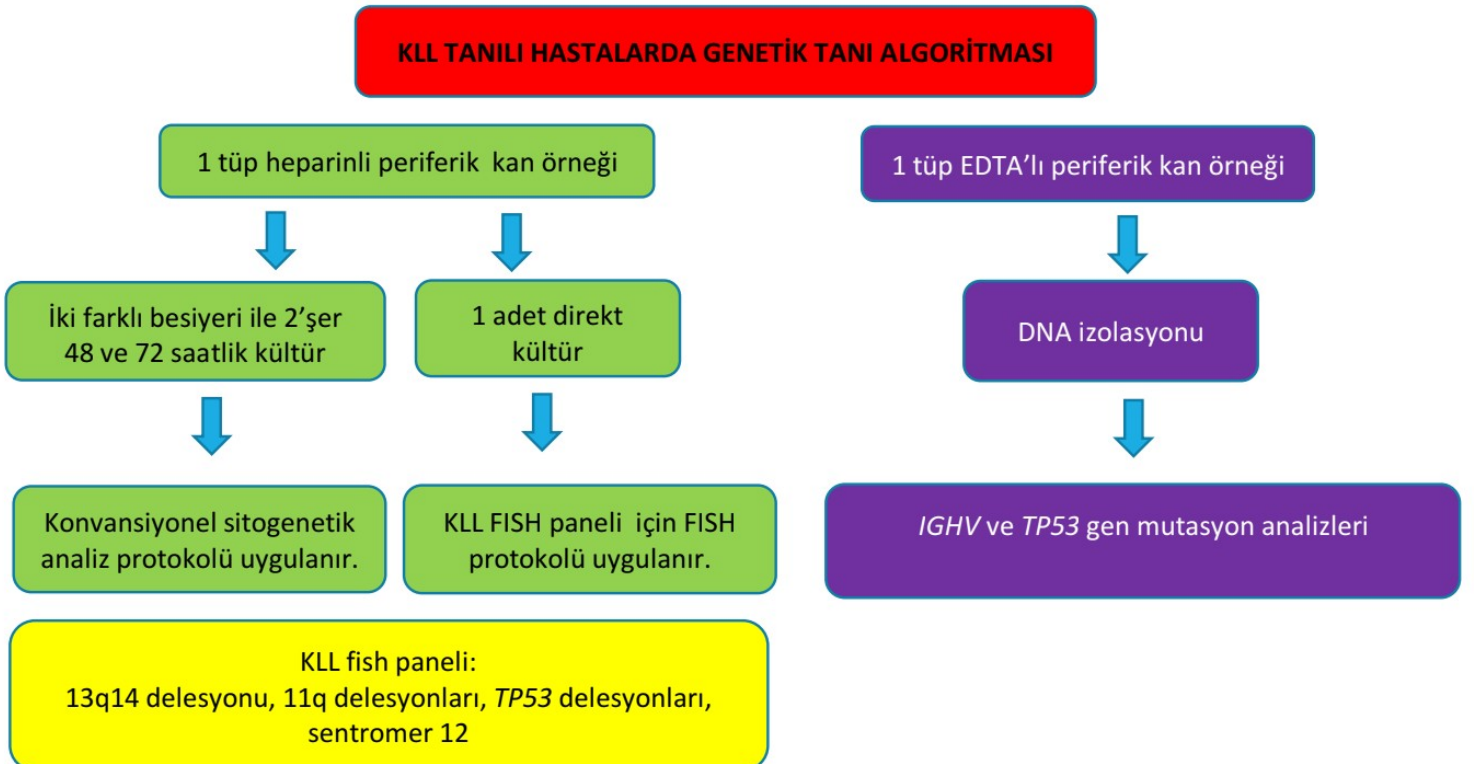 KLL TANILI HASTALARDA GENETİK TANI ALGORİTMASI
1 tüp heparinli periferik kan örneği
1 tüp EDTA’lı periferik kan örneği
İki farklı besiyeri ile 2’şer
48 ve 72 saatlik kültür
1 adet direkt
kültür
DNA izolasyonu
Konvansiyonel sitogenetik
analiz protokolü uygulanır.
KLL FISH paneli için FISH
protokolü uygulanır.
IGHV ve TP53 gen mutasyon analizleri
KLL fish paneli:
13q14 delesyonu, 11q delesyonları, TP53 delesyonları,
sentromer 12